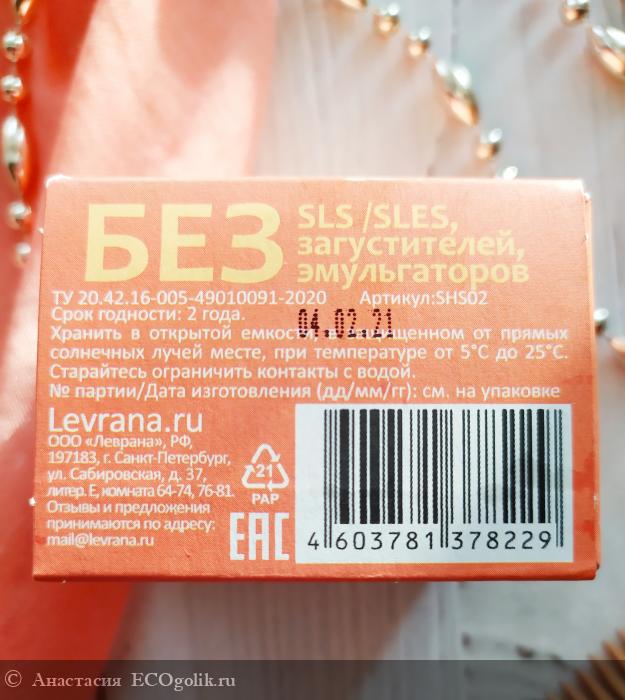 БЕЗ SLS /SLES,
загустителей,
эмульгаторов
ТУ 20.42.16-005-49010091-2020 Артикул:SHS02
Срок годности: 2 года.
04.02.21
Хранить в открытой емкости, в защищенном от прямых
солнечных лучей месте, при температуре от 5°С до 25°С.
Старайтесь ограничить контакты с водой.
№ партии/Дата изготовления (дд/мм/гг): см. на упаковке
Levrana.ru
ООО «Леврана», РФ,
197183, г. Санкт-Петербург,
ул. Сабировская, д. 37,
литер. Е, комната 64-74, 76-81.
Отзывы и предложения
принимаются по адресу:
mail@levrana.ru
21
PAP
EAC
4 603781 378229
© Анастасия ECOgolik.ru